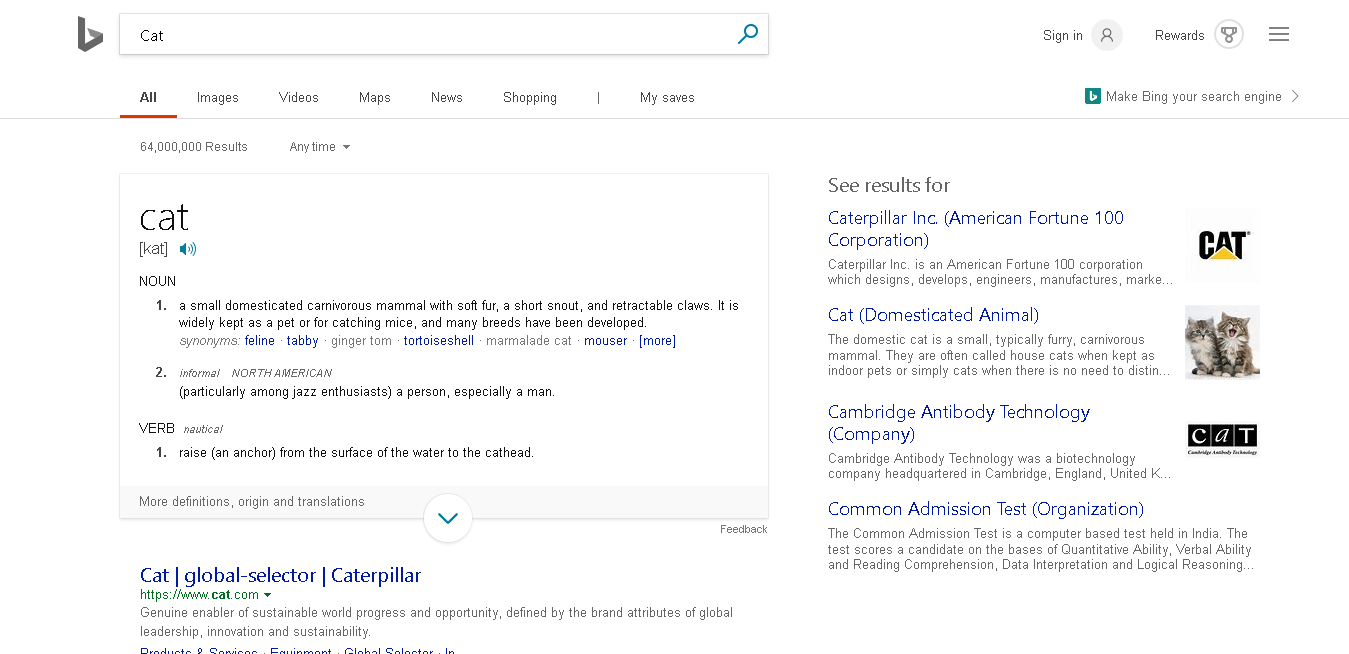 Cat
Sign in
Rewards
All Images Videos Maps News Shopping | My saves
Make Bing your search engine
64,000,000 Results Any time
cat
[kat]
NOUN
1. a small domesticated carnivorous mammal with soft fur, a short snout, and retractable claws. It is
widely kept as a pet or for catching mice, and many breeds have been developed.
synonyms: feline · tabby · ginger tom · tortoiseshell · marmalade cat · mouser · [more]
2. informal NORTH AMERICAN
(particularly among jazz enthusiasts) a person, especially a man.
VERB nautical
1. raise (an anchor) from the surface of the water to the cathead.
More definitions, origin and translations
Feedback
Cat | global-selector | Caterpillar
https://www.cat.com
Genuine enabler of sustainable world progress and opportunity, defined by the brand attributes of global
leadership, innovation and sustainability.
Products & Services · Equipment · Global Selector · In
See results for
Caterpillar Inc. (American Fortune 100
Corporation)
Caterpillar Inc. is an American Fortune 100 corporation
which designs, develops, engineers, manufactures, marke...
CAT
Cat (Domesticated Animal)
The domestic cat is a small, typically furry, carnivorous
mammal. They are often called house cats when kept as
indoor pets or simply cats when there is no need to distin...
Cambridge Antibody Technology
(Company)
Cambridge Antibody Technology was a biotechnology
company headquartered in Cambridge, England, United K...
CaT
Cambridge Antibody Technology
Common Admission Test (Organization)
The Common Admission Test is a computer based test held in India. The
test scores a candidate on the bases of Quantitative Ability, Verbal Ability
and Reading Comprehension, Data Interpretation and Logical Reasoning...